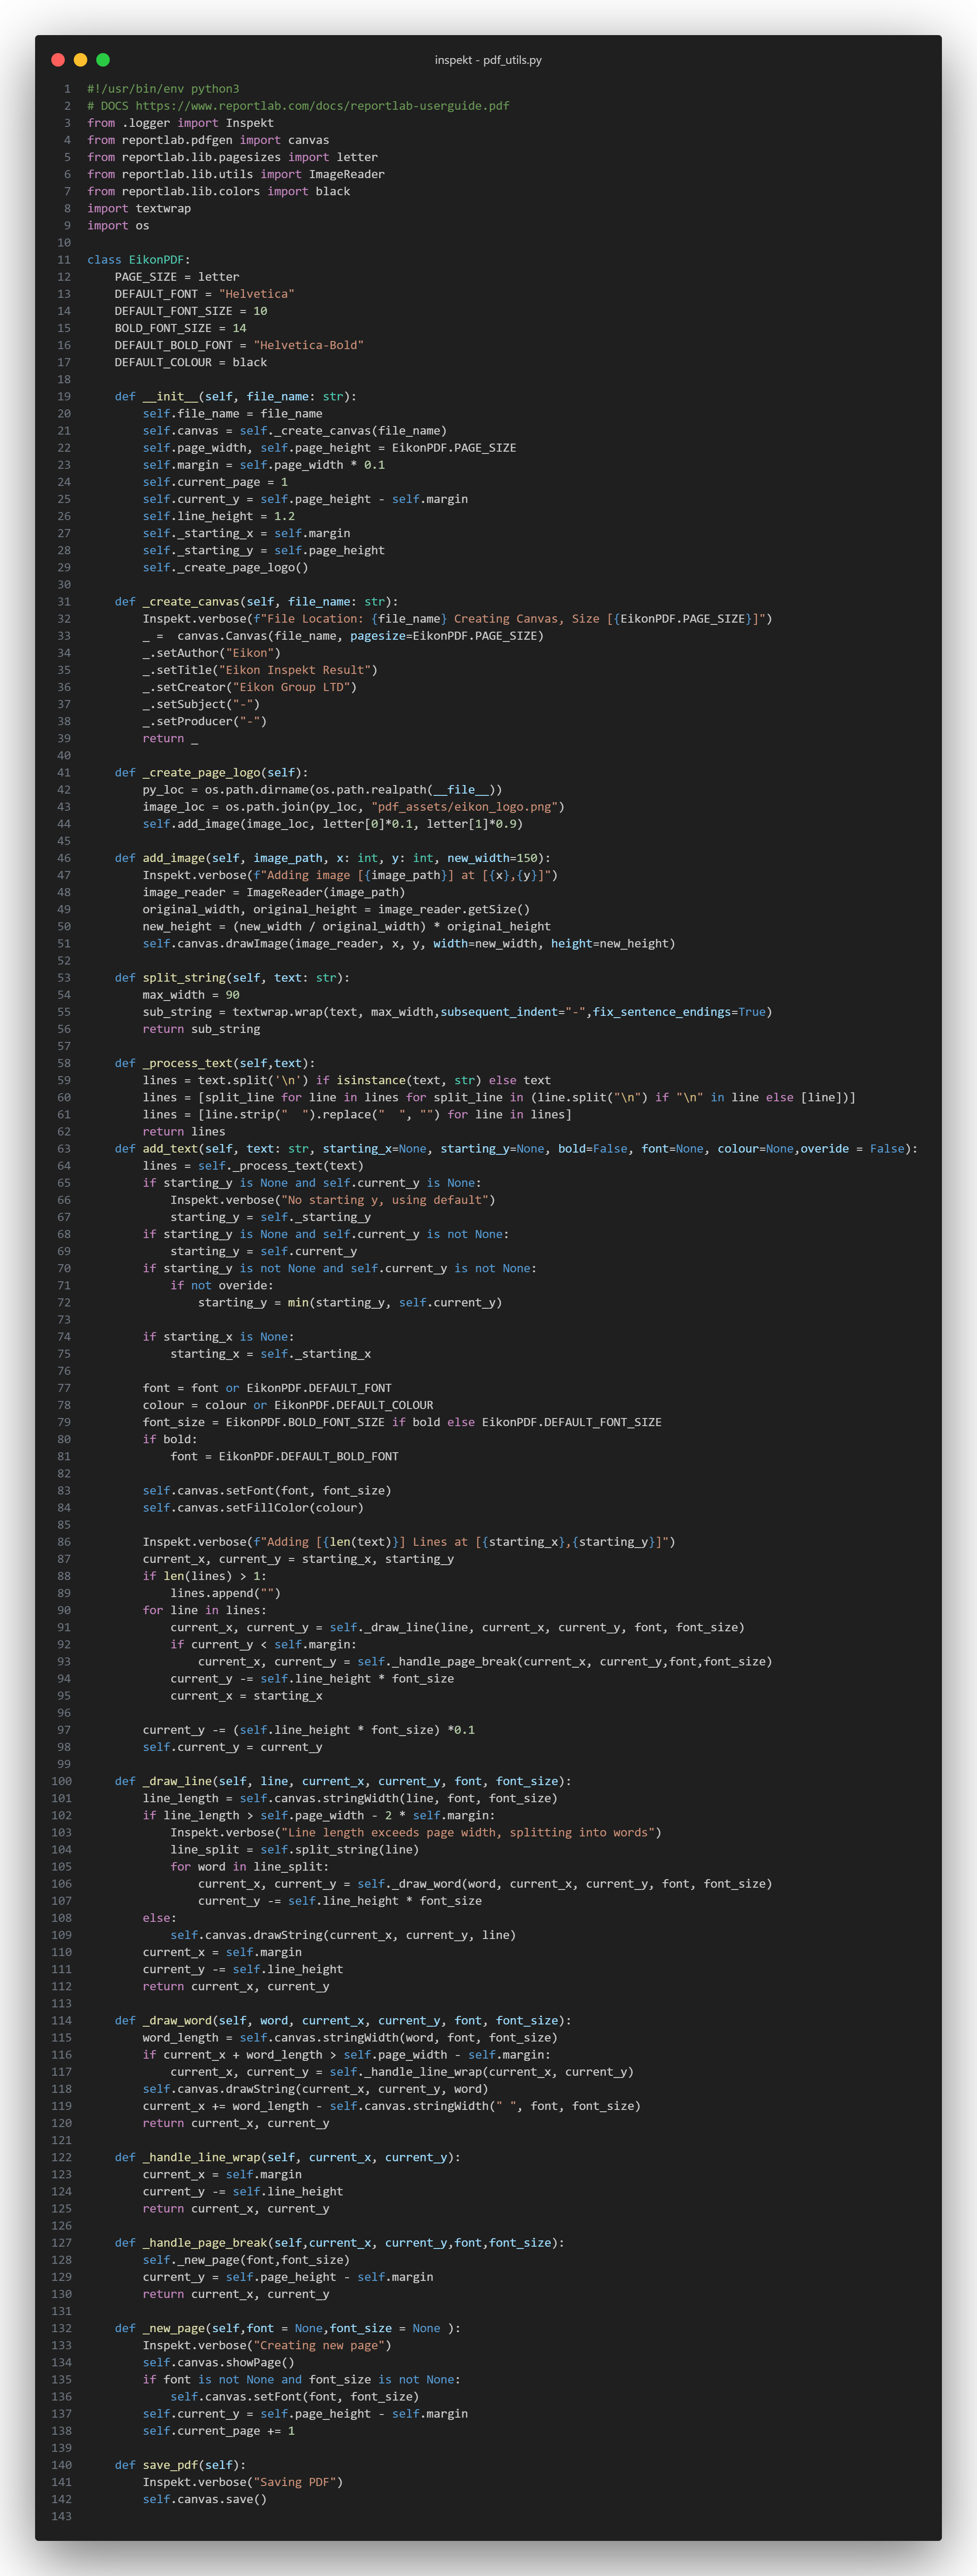 inspekt - pdf_utils.py
1 #!/usr/bin/env python3
2 # DOCS https://www.reportlab.com/docs/reportlab-userguide.pdf
3 from .logger import Inspekt
4 from reportlab.pdfgen import canvas
5 from reportlab.lib.pagesizes import letter
6 from reportlab.lib.utils import ImageReader
7 from reportlab.lib.colors import black
8 import textwrap
9 import os
10
11 class EikonPDF:
12     PAGE_SIZE = letter
13     DEFAULT_FONT = "Helvetica"
14     DEFAULT_FONT_SIZE = 10
15     BOLD_FONT_SIZE = 14
16     DEFAULT_BOLD_FONT = "Helvetica-Bold"
17     DEFAULT_COLOUR = black
18
19     def __init__(self, file_name: str):
20         self.file_name = file_name
21         self.canvas = self._create_canvas(file_name)
22         self.page_width, self.page_height = EikonPDF.PAGE_SIZE
23         self.margin = self.page_width * 0.1
24         self.current_page = 1
25         self.current_y = self.page_height - self.margin
26         self.line_height = 1.2
27         self._starting_x = self.margin
28         self._starting_y = self.page_height
29         self._create_page_logo()
30
31     def _create_canvas(self, file_name: str):
32         Inspekt.verbose(f"File Location: {file_name} Creating Canvas, Size [{EikonPDF.PAGE_SIZE}]")
33         _ =  canvas.Canvas(file_name, pagesize=EikonPDF.PAGE_SIZE)
34         _.setAuthor("Eikon")
35         _.setTitle("Eikon Inspekt Result")
36         _.setCreator("Eikon Group LTD")
37         _.setSubject("-")
38         _.setProducer("-")
39         return _
40
41     def _create_page_logo(self):
42         py_loc = os.path.dirname(os.path.realpath(__file__))
43         image_loc = os.path.join(py_loc, "pdf_assets/eikon_logo.png")
44         self.add_image(image_loc, letter[0]*0.1, letter[1]*0.9)
45
46     def add_image(self, image_path, x: int, y: int, new_width=150):
47         Inspekt.verbose(f"Adding image [{image_path}] at [{x},{y}]")
48         image_reader = ImageReader(image_path)
49         original_width, original_height = image_reader.getSize()
50         new_height = (new_width / original_width) * original_height
51         self.canvas.drawImage(image_reader, x, y, width=new_width, height=new_height)
52
53     def split_string(self, text: str):
54         max_width = 90
55         sub_string = textwrap.wrap(text, max_width,subsequent_indent="-",fix_sentence_endings=True)
56         return sub_string
57
58     def _process_text(self,text):
59         lines = text.split('\n') if isinstance(text, str) else text
60         lines = [split_line for line in lines for split_line in (line.split("\n") if "\n" in line else [line])]
61         lines = [line.strip("  ").replace("  ", "") for line in lines]
62         return lines
63     def add_text(self, text: str, starting_x=None, starting_y=None, bold=False, font=None, colour=None,overide = False):
64         lines = self._process_text(text)
65         if starting_y is None and self.current_y is None:
66             Inspekt.verbose("No starting y, using default")
67             starting_y = self._starting_y
68         if starting_y is None and self.current_y is not None:
69             starting_y = self.current_y
70         if starting_y is not None and self.current_y is not None:
71             if not overide:
72                 starting_y = min(starting_y, self.current_y)
73
74         if starting_x is None:
75             starting_x = self._starting_x
76
77         font = font or EikonPDF.DEFAULT_FONT
78         colour = colour or EikonPDF.DEFAULT_COLOUR
79         font_size = EikonPDF.BOLD_FONT_SIZE if bold else EikonPDF.DEFAULT_FONT_SIZE
80         if bold:
81             font = EikonPDF.DEFAULT_BOLD_FONT
82
83         self.canvas.setFont(font, font_size)
84         self.canvas.setFillColor(colour)
85
86         Inspekt.verbose(f"Adding [{len(text)}] Lines at [{starting_x},{starting_y}]")
87         current_x, current_y = starting_x, starting_y
88         if len(lines) > 1:
89             lines.append("")
90         for line in lines:
91             current_x, current_y = self._draw_line(line, current_x, current_y, font, font_size)
92             if current_y < self.margin:
93                 current_x, current_y = self._handle_page_break(current_x, current_y,font,font_size)
94             current_y -= self.line_height * font_size
95             current_x = starting_x
96
97         current_y -= (self.line_height * font_size) *0.1
98         self.current_y = current_y
99
100     def _draw_line(self, line, current_x, current_y, font, font_size):
101         line_length = self.canvas.stringWidth(line, font, font_size)
102         if line_length > self.page_width - 2 * self.margin:
103             Inspekt.verbose("Line length exceeds page width, splitting into words")
104             line_split = self.split_string(line)
105             for word in line_split:
106                 current_x, current_y = self._draw_word(word, current_x, current_y, font, font_size)
107                 current_y -= self.line_height * font_size
108         else:
109             self.canvas.drawString(current_x, current_y, line)
110         current_x = self.margin
111         current_y -= self.line_height
112         return current_x, current_y
113
114     def _draw_word(self, word, current_x, current_y, font, font_size):
115         word_length = self.canvas.stringWidth(word, font, font_size)
116         if current_x + word_length > self.page_width - self.margin:
117             current_x, current_y = self._handle_line_wrap(current_x, current_y)
118         self.canvas.drawString(current_x, current_y, word)
119         current_x += word_length - self.canvas.stringWidth(" ", font, font_size)
120         return current_x, current_y
121
122     def _handle_line_wrap(self, current_x, current_y):
123         current_x = self.margin
124         current_y -= self.line_height
125         return current_x, current_y
126
127     def _handle_page_break(self,current_x, current_y,font,font_size):
128         self._new_page(font,font_size)
129         current_y = self.page_height - self.margin
130         return current_x, current_y
131
132     def _new_page(self,font = None,font_size = None ):
133         Inspekt.verbose("Creating new page")
134         self.canvas.showPage()
135         if font is not None and font_size is not None:
136             self.canvas.setFont(font, font_size)
137         self.current_y = self.page_height - self.margin
138         self.current_page += 1
139
140     def save_pdf(self):
141         Inspekt.verbose("Saving PDF")
142         self.canvas.save()
143